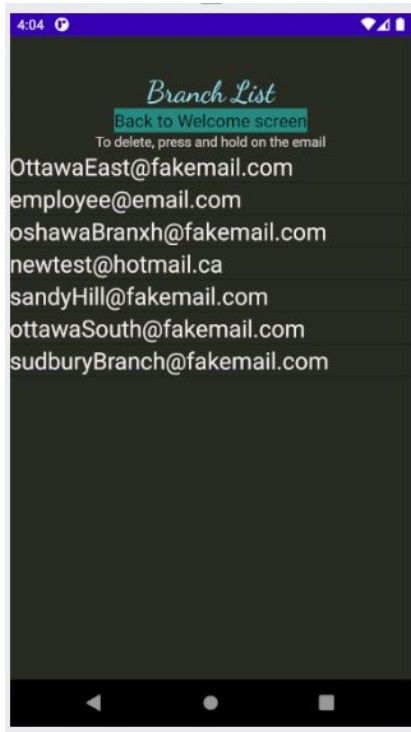 4:04
Branch List
Back to Welcome screen
To delete, press and hold on the email
OttawaEast@fakemail.com
employee@email.com
oshawaBranxh@fakemail.com
newtest@hotmail.ca
sandyHill@fakemail.com
ottawaSouth@fakemail.com
sudburyBranch@fakemail.com